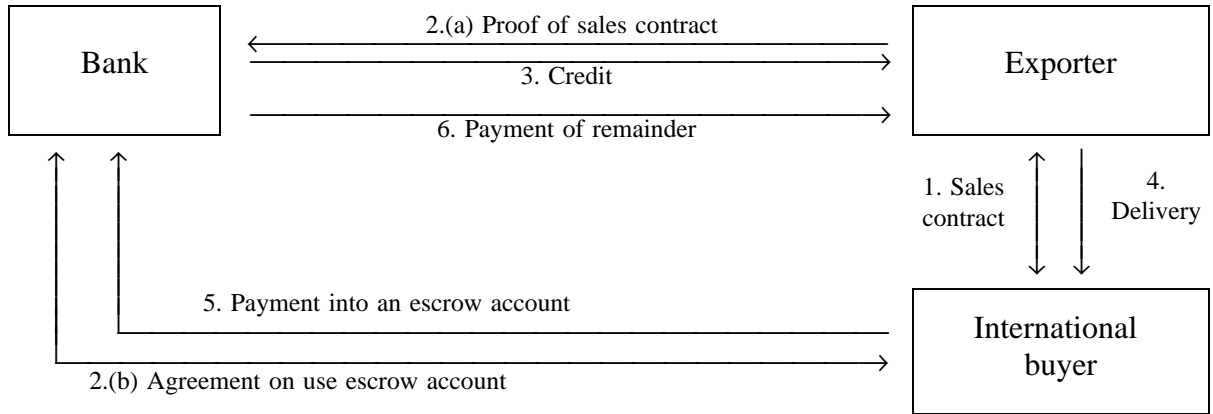 2.(a) Proof of sales contract
Bank
Exporter
3. Credit
6. Payment of remainder
1. Sales
contract
4.
Delivery
5. Payment into an escrow account
International
buyer
2.(b) Agreement on use escrow account